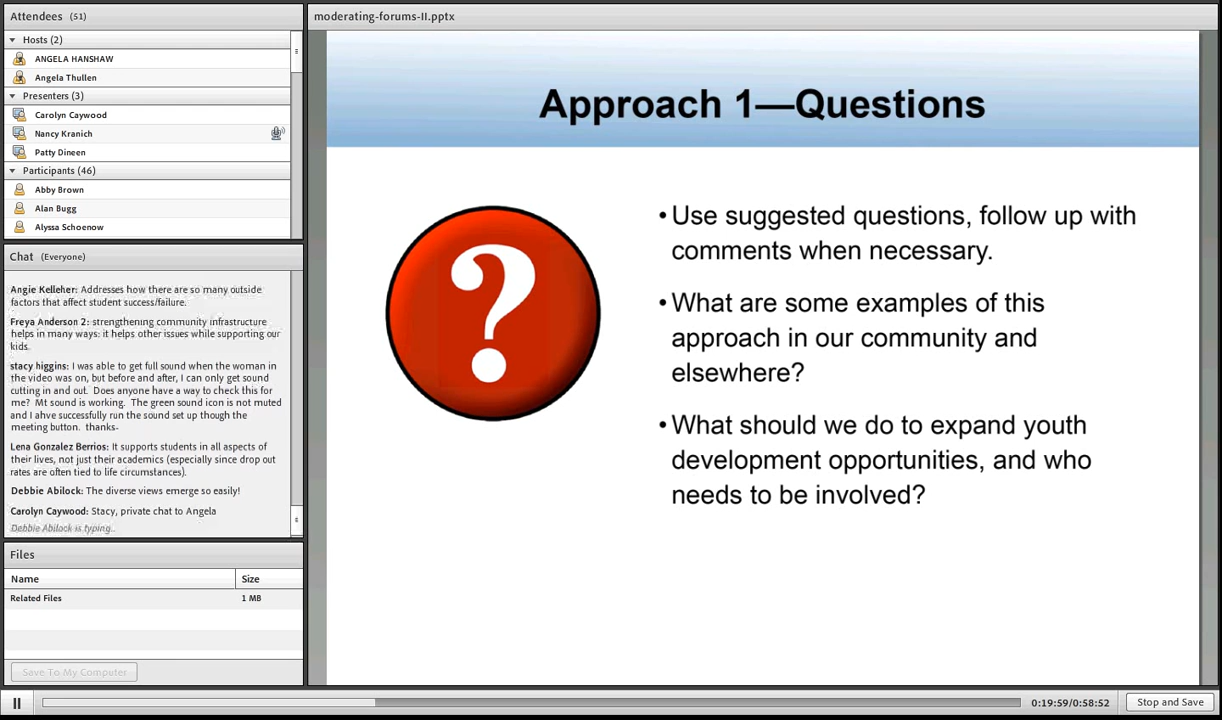 Attendees (51)
Hosts (2)
ANGELA HANSHAW
Angela Thullen
Presenters (3)
Carolyn Caywood
Nancy Kranich
Patty Dineen
Participants (46)
Abby Brown
Alan Bugg
Alyssa Schoenow
Chat (Everyone)
Angie Kelleher: Addresses how there are so many outside
factors that affect student success/failure.
Freya Anderson 2: strengthening community infrastructure
helps in many ways: it helps other issues while supporting our
kids.
stacy higgins: I was able to get full sound when the woman in
the video was on, but before and after, I can only get sound
cutting in and out. Does anyone have a way to check this for
me? Mt sound is working. The green sound icon is not muted
and I ahve successfully run the sound set up though the
meeting button. thanks-
Lena Gonzalez Berrios: It supports students in all aspects of
their lives, not just their academics (especially since drop out
rates are often tied to life circumstances).
Debbie Abilock: The diverse views emerge so easily!
Carolyn Caywood: Stacy, private chat to Angela
Debbie Abilock is typing..
Files
Name Size
Related Files 1 MB
Save To My Computer
moderating-forums-II.pptx
Approach 1—Questions
?
• Use suggested questions, follow up with
comments when necessary.
• What are some examples of this
approach in our community and
elsewhere?
• What should we do to expand youth
development opportunities, and who
needs to be involved?
0:19:59/0:58:52
Stop and Save